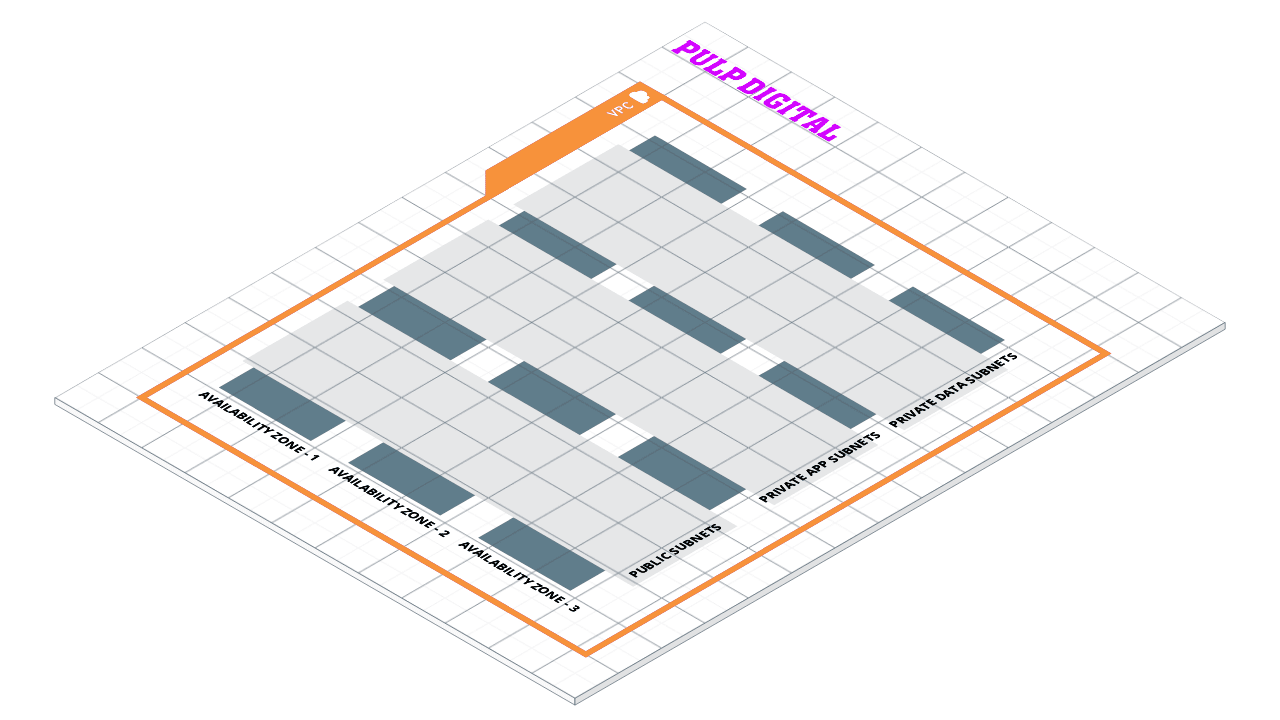 PULP DIGITAL
VPC
AVAILABILITY ZONE - 1
AVAILABILITY ZONE - 2
AVAILABILITY ZONE - 3
PUBLIC SUBNETS
PRIVATE APP SUBNETS
PRIVATE DATA SUBNETS